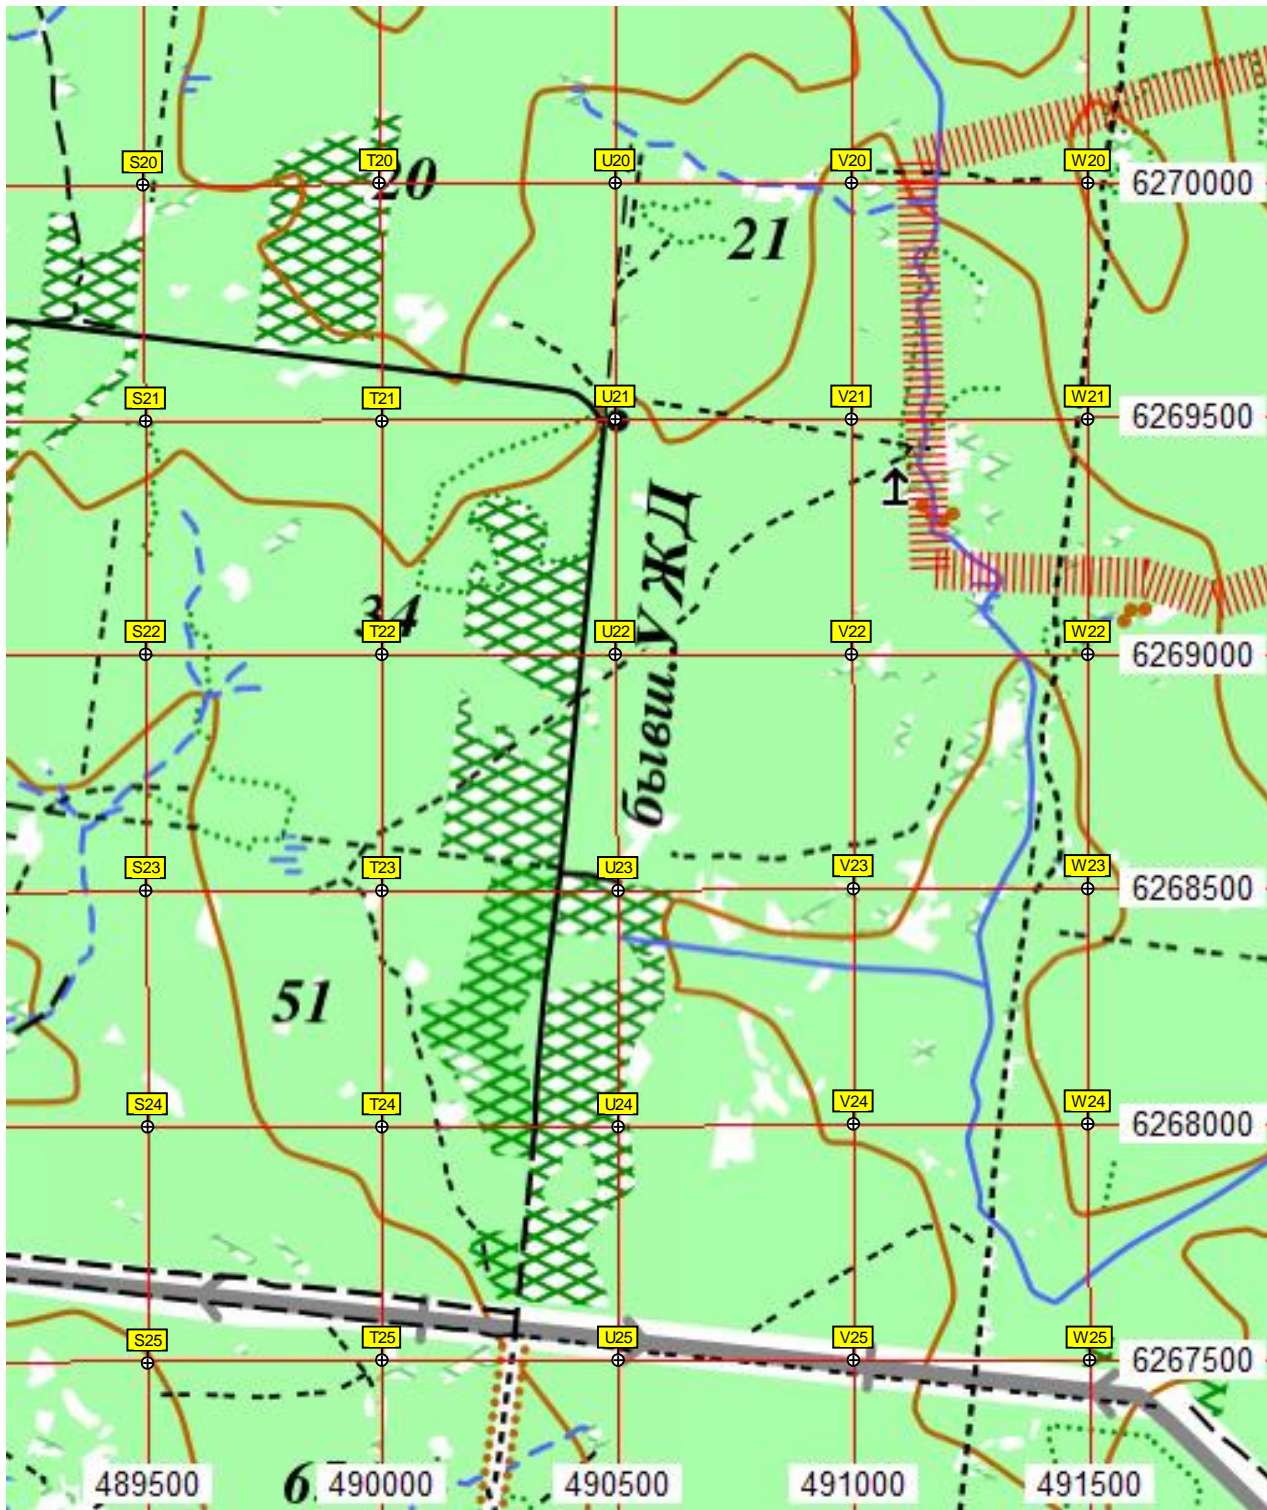 S20 T20 U20 V20 W20
20 6270000
21
S21 T21 U21 V21 W21
6269500
бывш. УЖД
34
S22 T22 U22 V22 W22
6269000
S23 T23 U23 V23 W23
6268500
51
S24 T24 U24 V24 W24
6268000
S25 T25 U25 V25 W25
6267500
489500 490000 490500 491000 491500